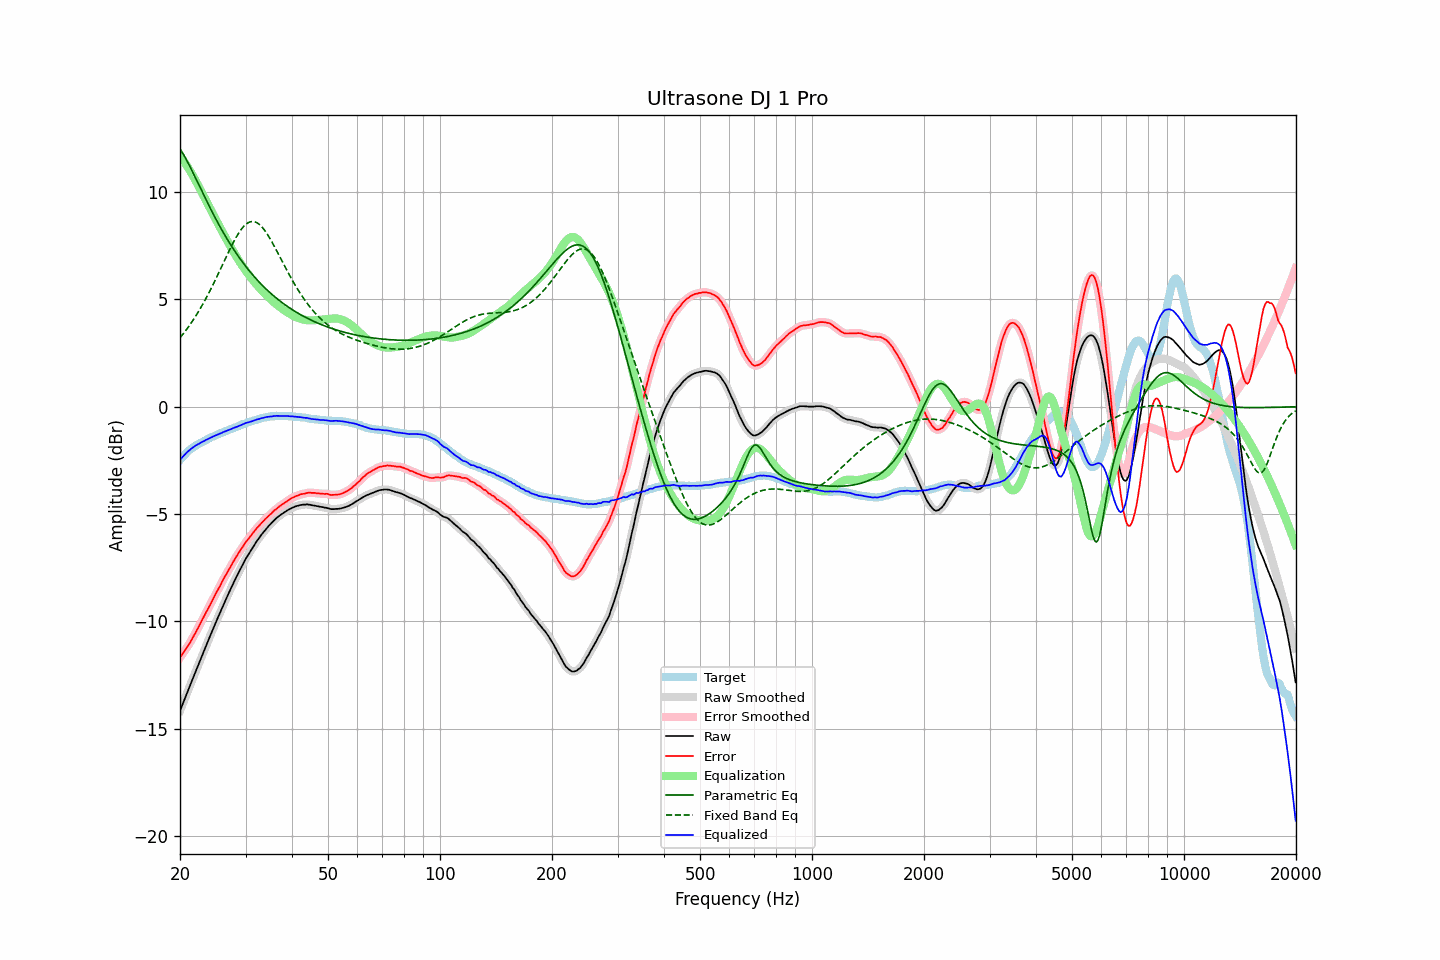 Ultrasone DJ 1 Pro
Amplitude (dBr)
10
5
0
−5
−10
−15
−20
Target
Raw Smoothed
Error Smoothed
Raw
Error
Equalization
Parametric Eq
Fixed Band Eq
Equalized
20
50
100
200
500
1000
2000
5000
10000
20000
Frequency (Hz)